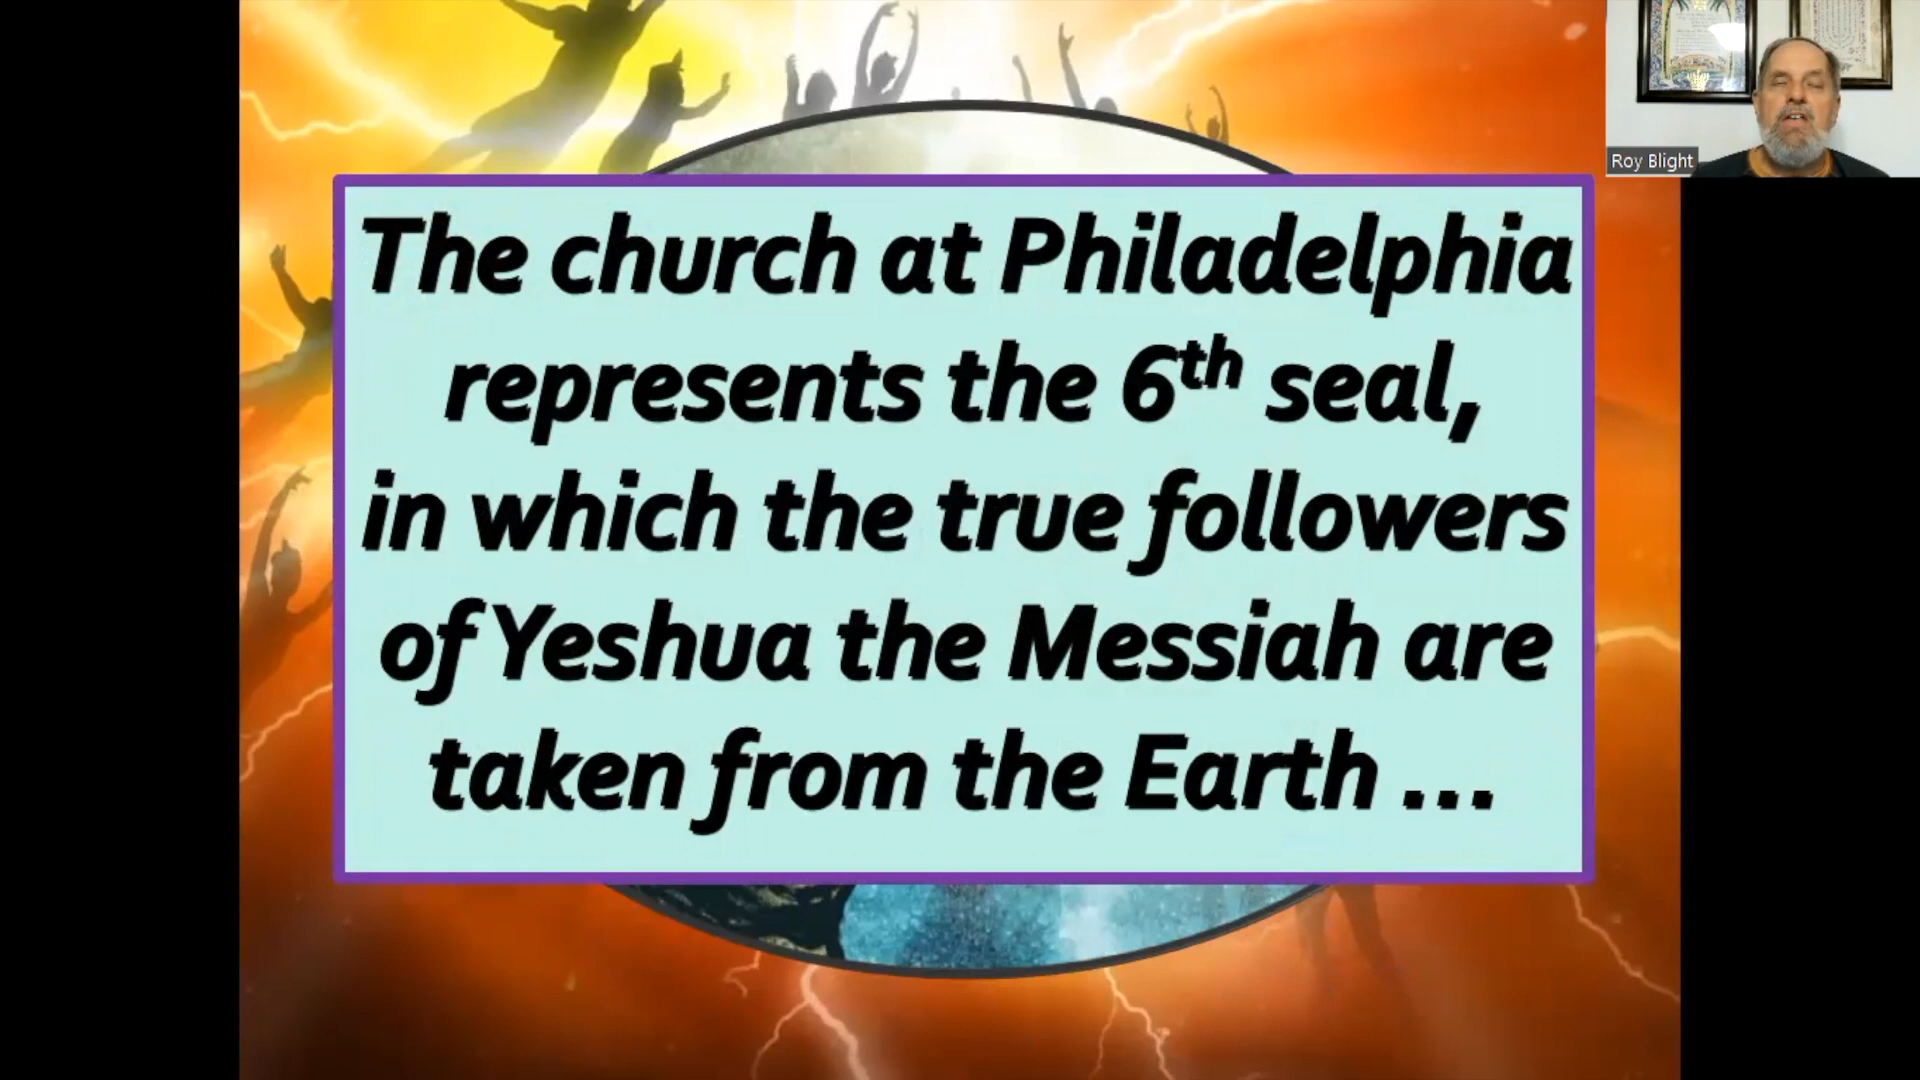 The church at Philadelphia
represents the 6th seal,
in which the true followers
of Yeshua the Messiah are
taken from the Earth ...
Roy Blight